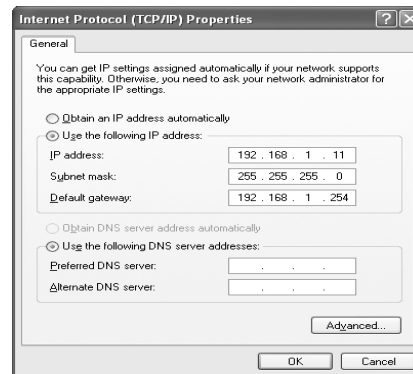 Internet Protocol (TCP/IP) Properties
General
You can get IP settings assigned automatically if your network supports
this capability. Otherwise, you need to ask your network administrator for
the appropriate IP settings.
Obtain an IP address automatically
Use the following IP address:
IP address: 192 . 168 . 1 . 11
Subnet mask: 255 . 255 . 255 . 0
Default gateway: 192 . 168 . 1 . 254
Obtain DNS server address automatically
Use the following DNS server addresses:
Preferred DNS server: . . .
Alternate DNS server: . . .
Advanced...
OK Cancel